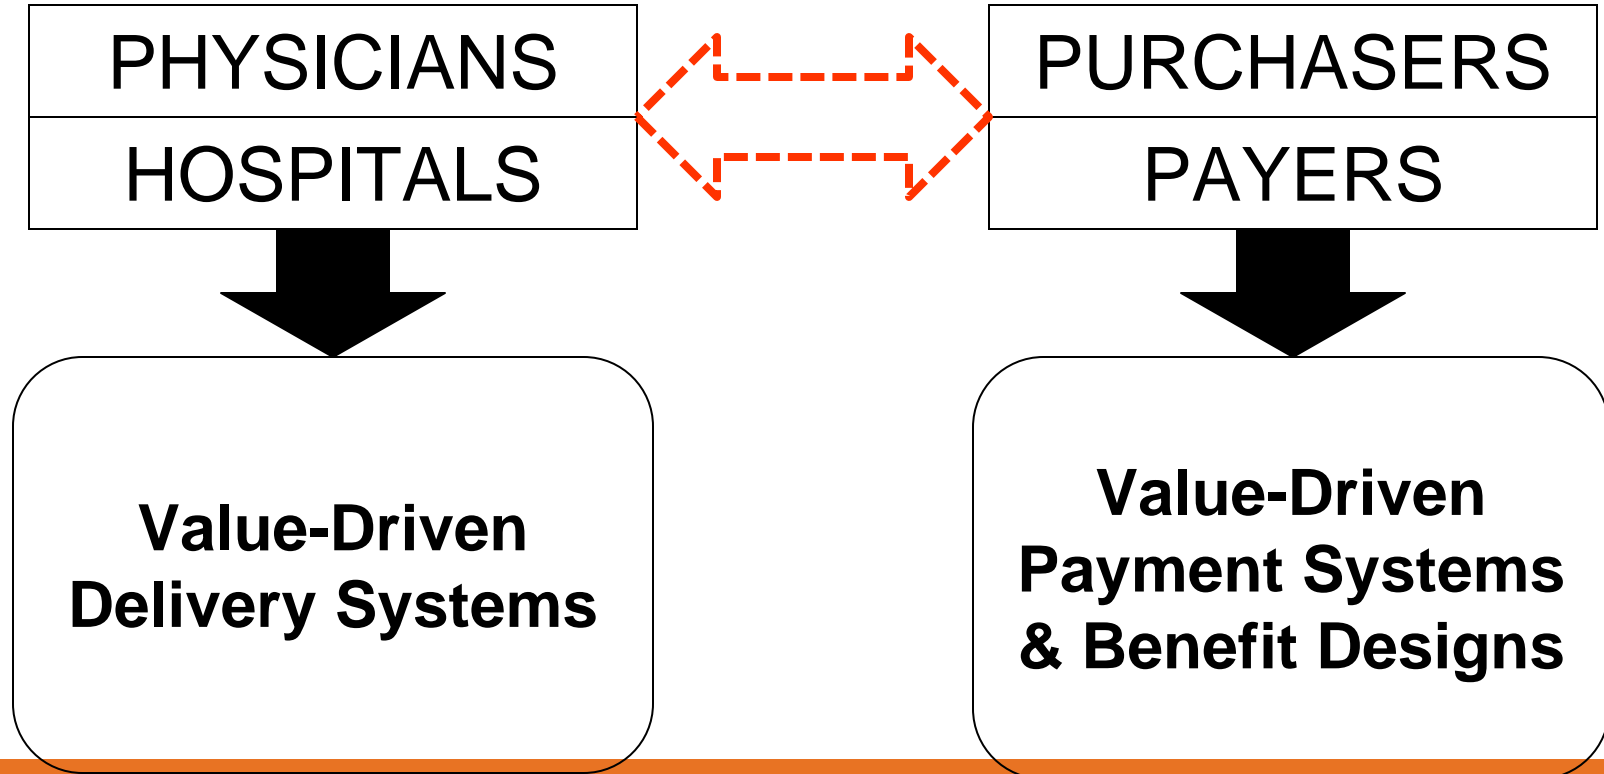 PHYSICIANS
HOSPITALS
PURCHASERS
PAYERS
Value-Driven
Delivery Systems
Value-Driven
Payment Systems
& Benefit Designs